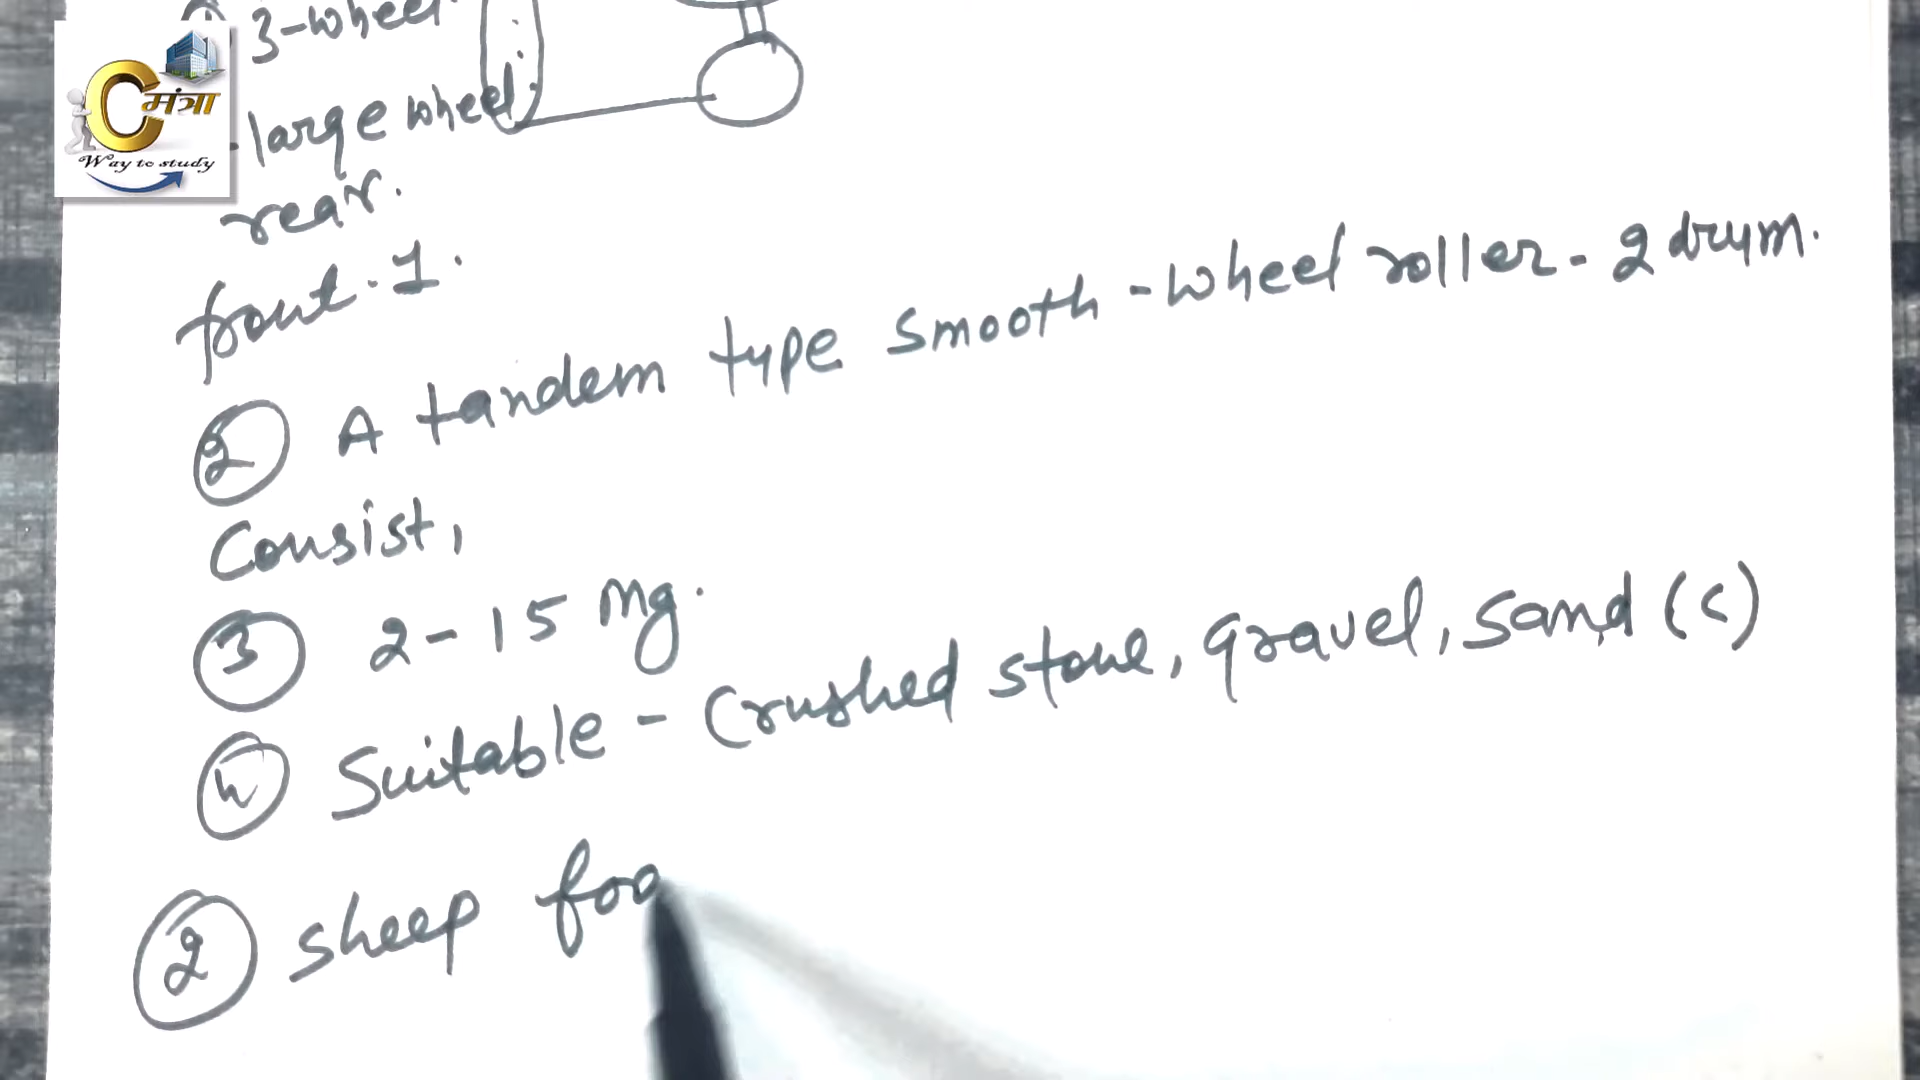 3-wheel
C मंत्रा
Way to study
large wheel.
rear.
front. 1.
② A tandem type smooth-wheel roller - 2 drum.
Consist,
③ 2-15 Mg.
④ Suitable - Crushed stone, gravel, sand (C)
② sheep foo